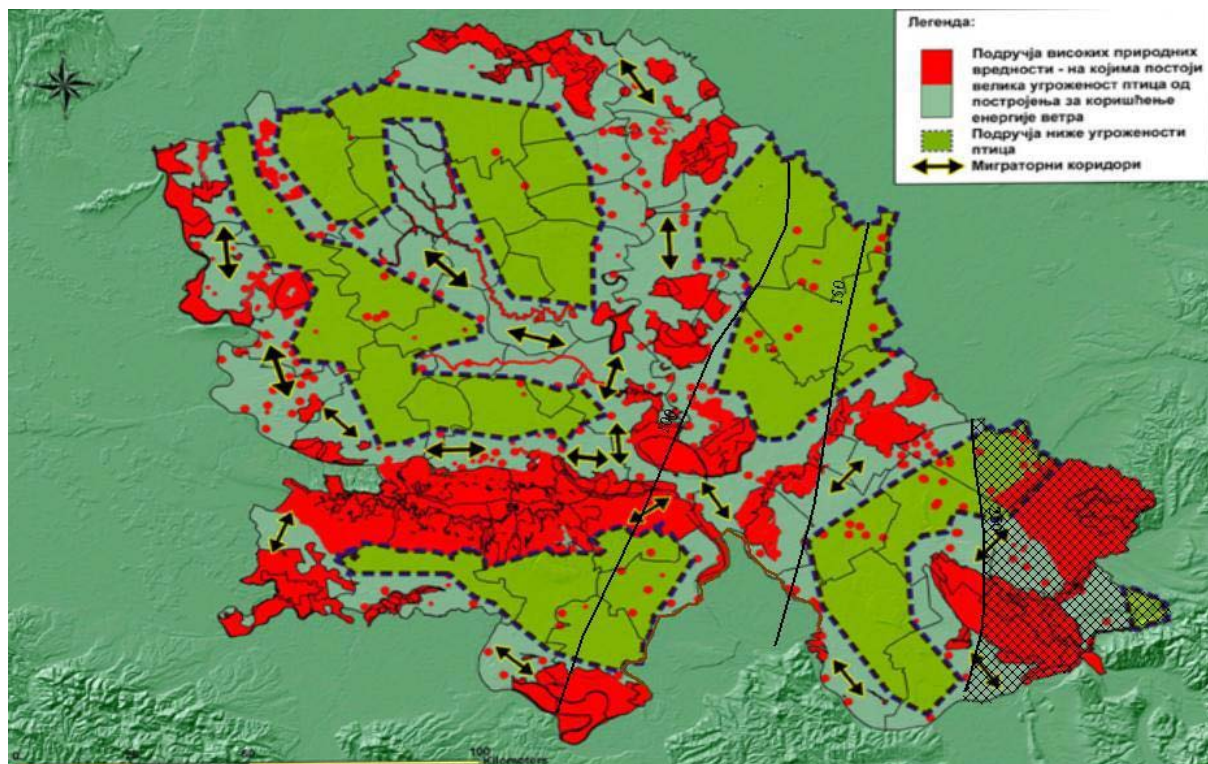 Легенда:
Подручја високих природних
вредности - на којима постоји
велика угроженост птица од
постројења за коришћење
енергије ветра
Подручја ниже угрожености
птица
Миграторни коридори
150
100
Kilometers